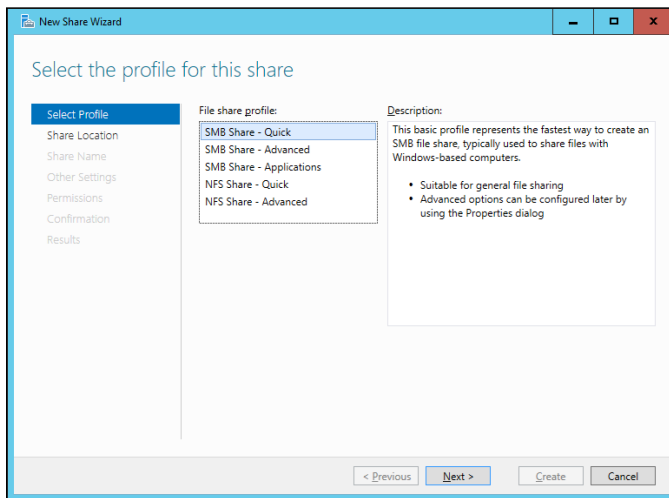 New Share Wizard
Select the profile for this share
Select Profile
Share Location
Share Name
Other Settings
Permissions
Confirmation
Results
File share profile:
SMB Share - Quick
SMB Share - Advanced
SMB Share - Applications
NFS Share - Quick
NFS Share - Advanced
Description:
This basic profile represents the fastest way to create an
SMB file share, typically used to share files with
Windows-based computers.
• Suitable for general file sharing
• Advanced options can be configured later by
using the Properties dialog
< Previous
Next >
Create
Cancel